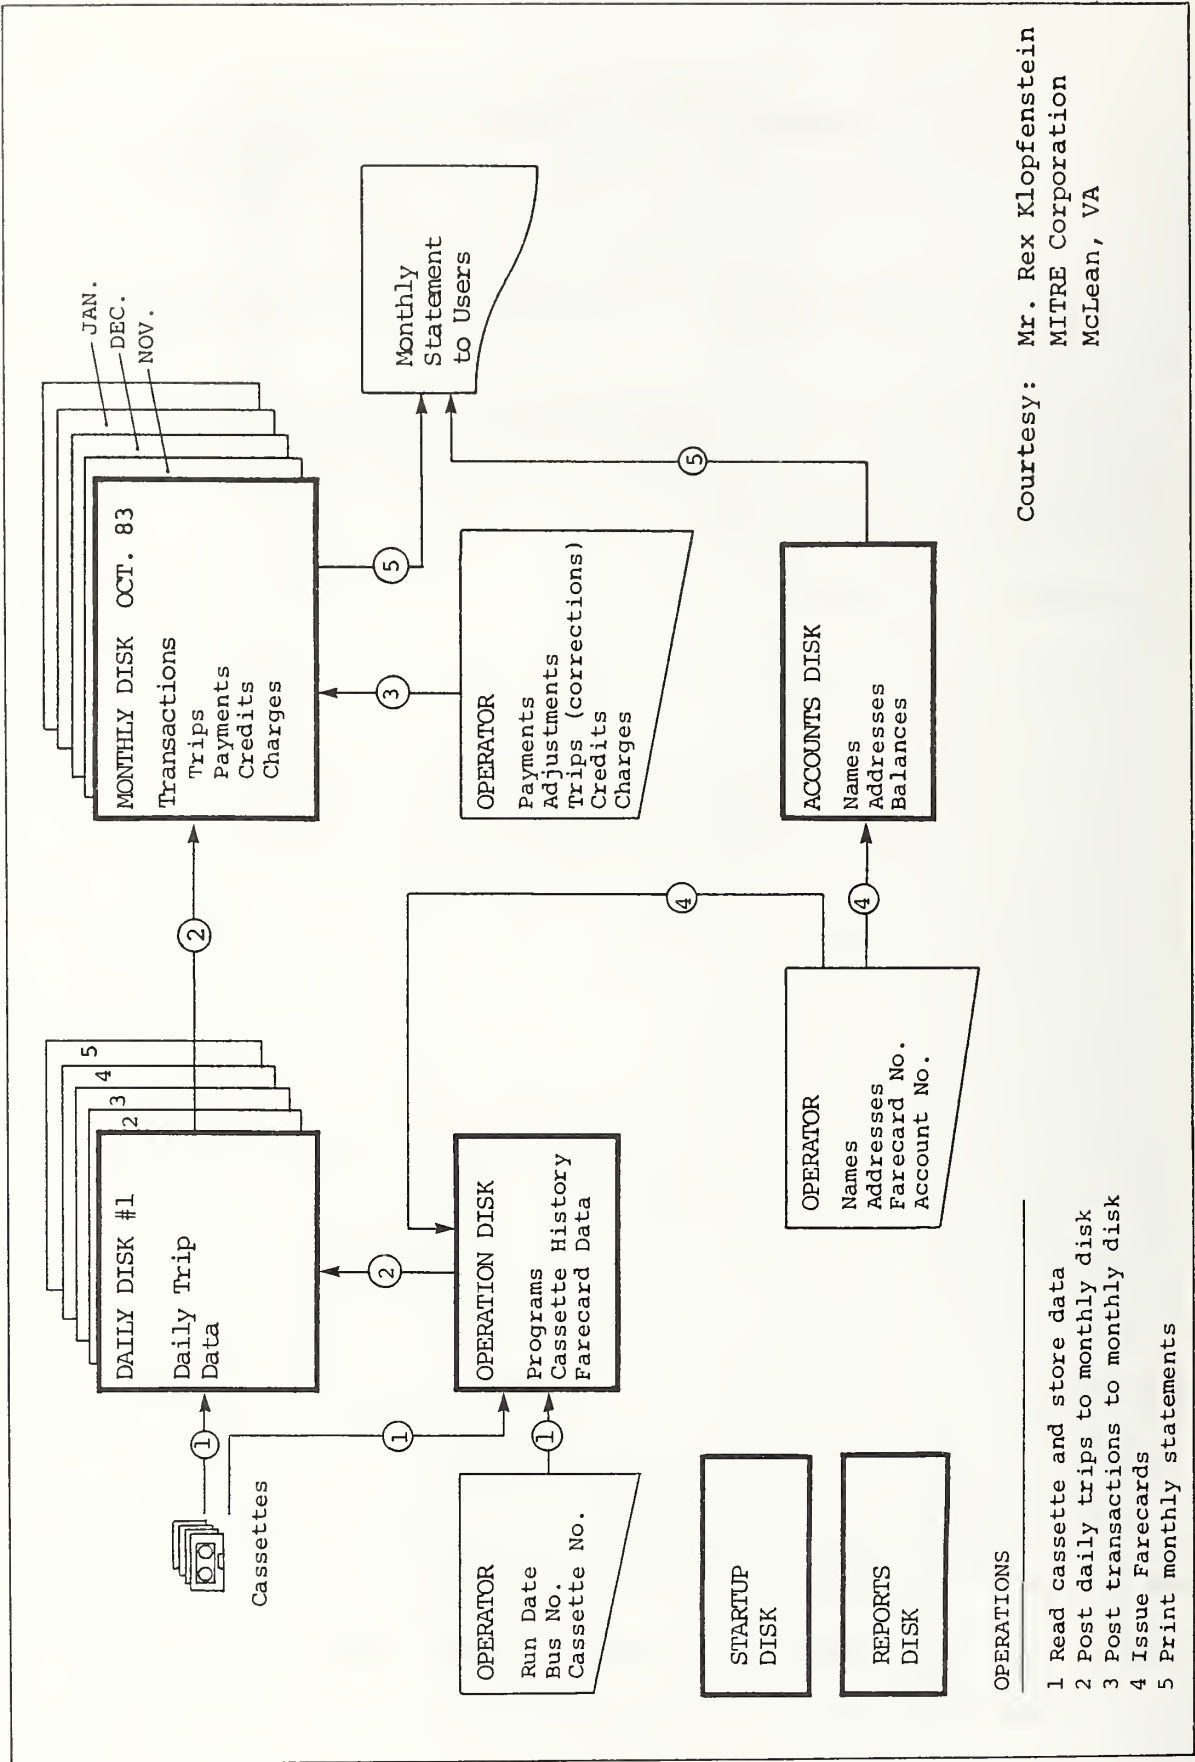 Cassettes
1
1
1
DAILY DISK #1
Daily Trip
Data
2
3
4
5
2
MONTHLY DISK OCT. 83
Transactions
Trips
Payments
Credits
Charges
JAN.
DEC.
NOV.
OPERATOR
Run Date
Bus No.
Cassette No.
OPERATION DISK
Programs
Cassette History
Farecard Data
2
4
3
5
OPERATOR
Payments
Adjustments
Trips (corrections)
Credits
Charges
Monthly
Statement
to Users
STARTUP
DISK
REPORTS
DISK
OPERATOR
Names
Addresses
Farecard No.
Account No.
4
ACCOUNTS DISK
Names
Addresses
Balances
5
OPERATIONS
1 Read cassette and store data
2 Post daily trips to monthly disk
3 Post transactions to monthly disk
4 Issue Farecards
5 Print monthly statements
Courtesy: Mr. Rex Klopfenstein
MITRE Corporation
McLean, VA